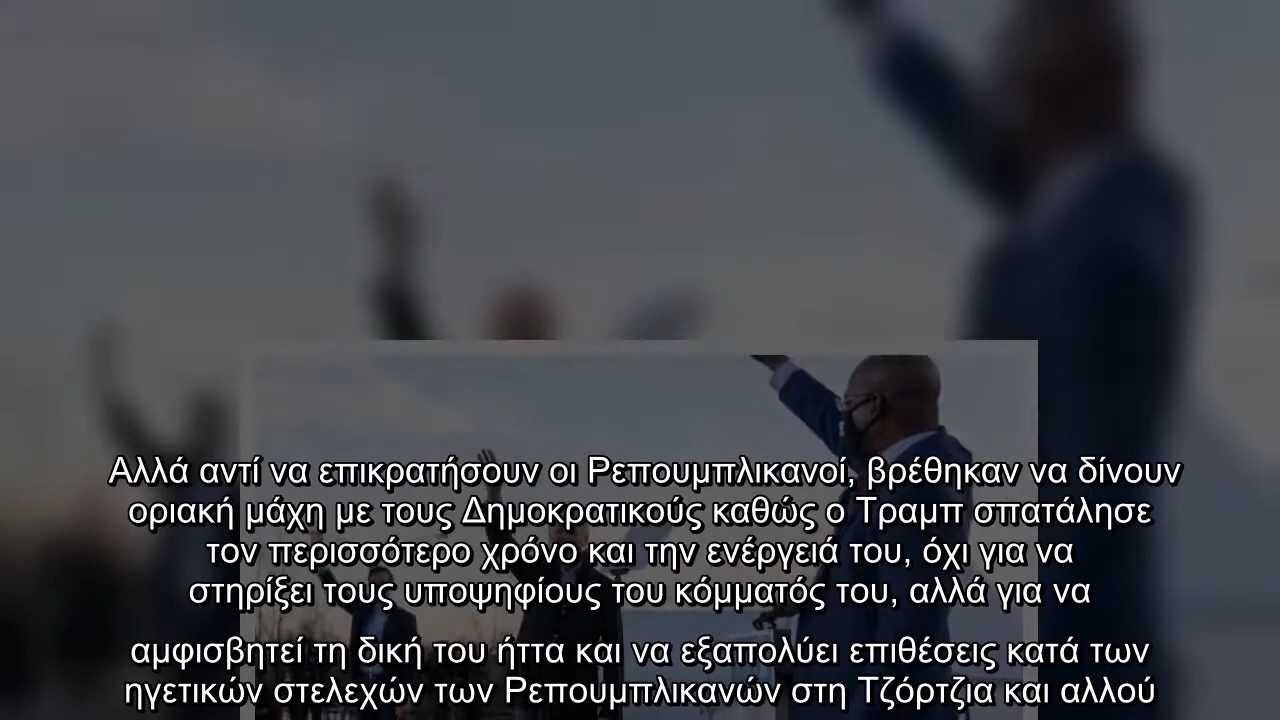 Αλλά αντί να επικρατήσουν οι Ρεπουμπλικανοί, βρέθηκαν να δίνουν
οριακή μάχη με τους Δημοκρατικούς καθώς ο Τραμπ σπατάλησε
τον περισσότερο χρόνο και την ενέργειά του, όχι για να
στηρίξει τους υποψηφίους του κόμματός του, αλλά για να
αμφισβητεί τη δική του ήττα και να εξαπολύει επιθέσεις κατά των
ηγετικών στελεχών των Ρεπουμπλικανών στη Τζόρτζια και αλλού